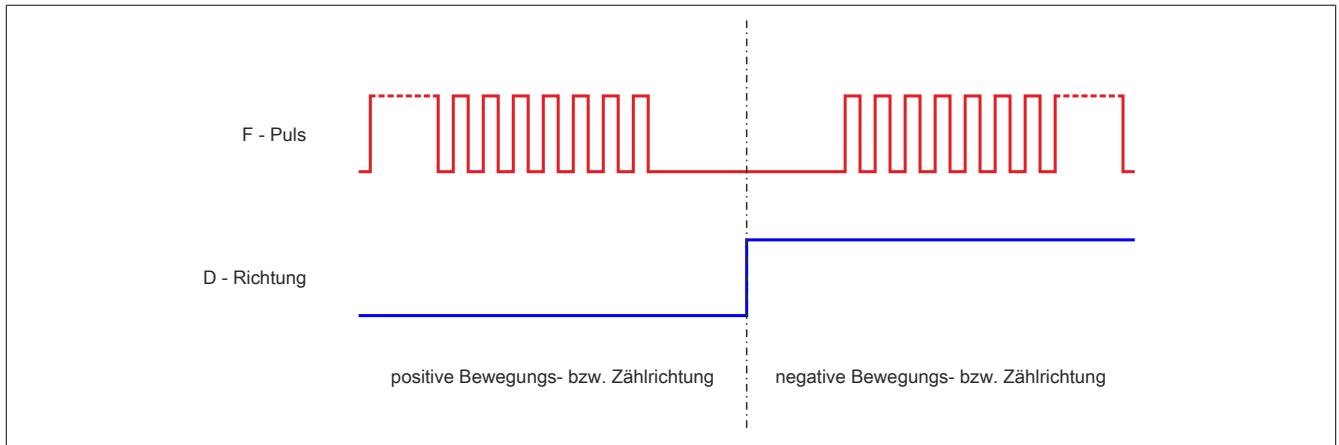 F - Puls
D - Richtung
positive Bewegungs- bzw. Zählrichtung
negative Bewegungs- bzw. Zählrichtung